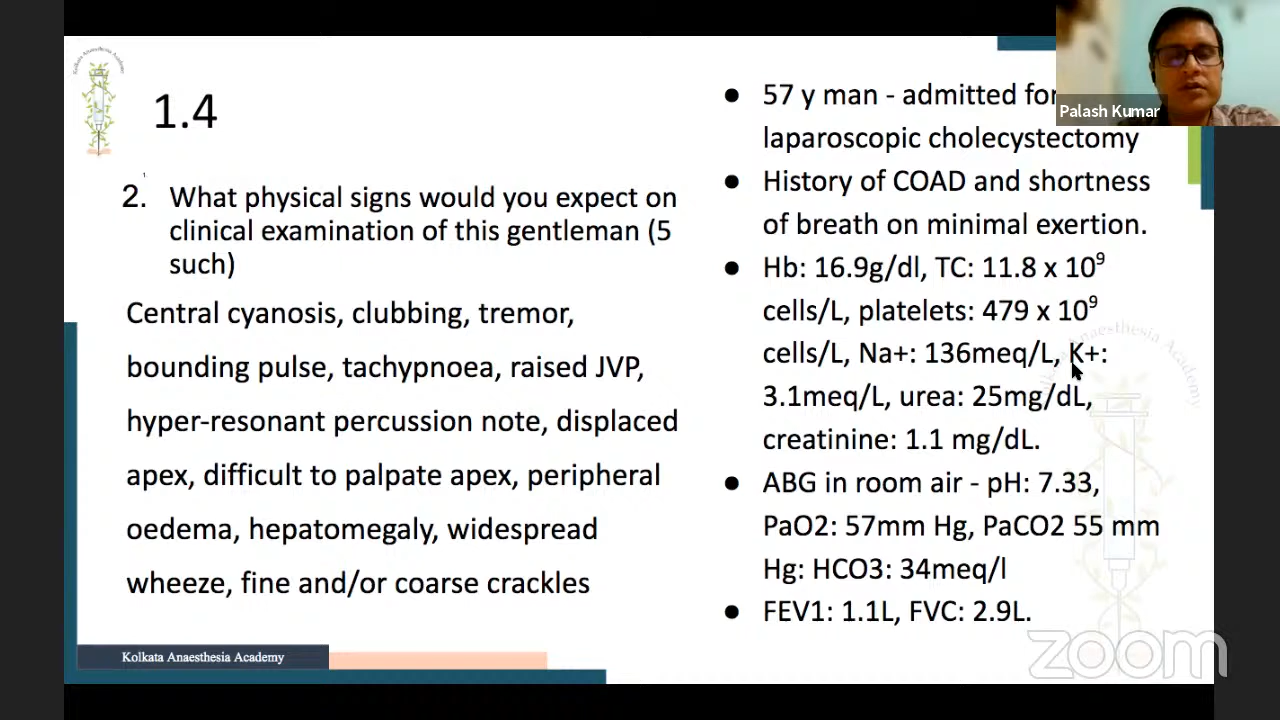 Kolkata Anaesthesia Academy
1.4
2. What physical signs would you expect on
clinical examination of this gentleman (5
such)
Central cyanosis, clubbing, tremor,
bounding pulse, tachypnoea, raised JVP,
hyper-resonant percussion note, displaced
apex, difficult to palpate apex, peripheral
oedema, hepatomegaly, widespread
wheeze, fine and/or coarse crackles
Kolkata Anaesthesia Academy
● 57 y man - admitted for
laparoscopic cholecystectomy
● History of COAD and shortness
of breath on minimal exertion.
● Hb: 16.9g/dl, TC: 11.8 x 10⁹
cells/L, platelets: 479 x 10⁹
cells/L, Na+: 136meq/L, K+:
3.1meq/L, urea: 25mg/dL,
creatinine: 1.1 mg/dL.
● ABG in room air - pH: 7.33,
PaO2: 57mm Hg, PaCO2 55 mm
Hg: HCO3: 34meq/l
● FEV1: 1.1L, FVC: 2.9L.
Palash Kumar
zoom